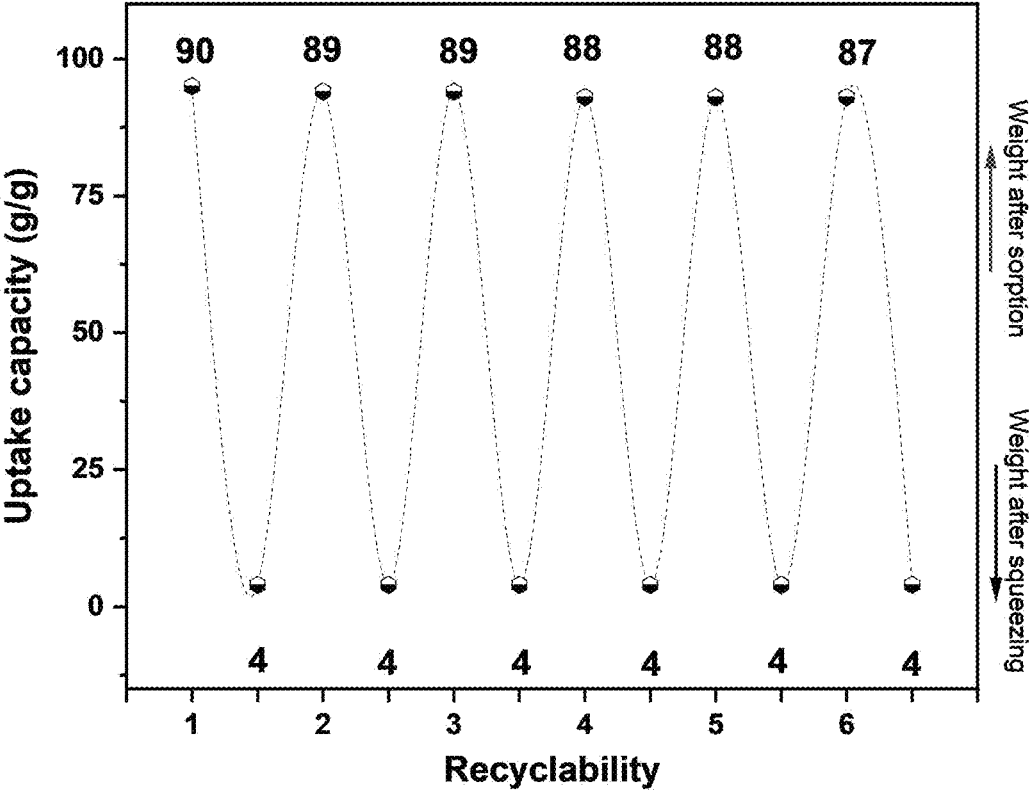 90 89 89 88 88 87
100
75
50
25
0
4 4 4 4 4 4
1 2 3 4 5 6
Recyclability
Uptake capacity (g/g)
Weight after sorption
Weight after squeezing